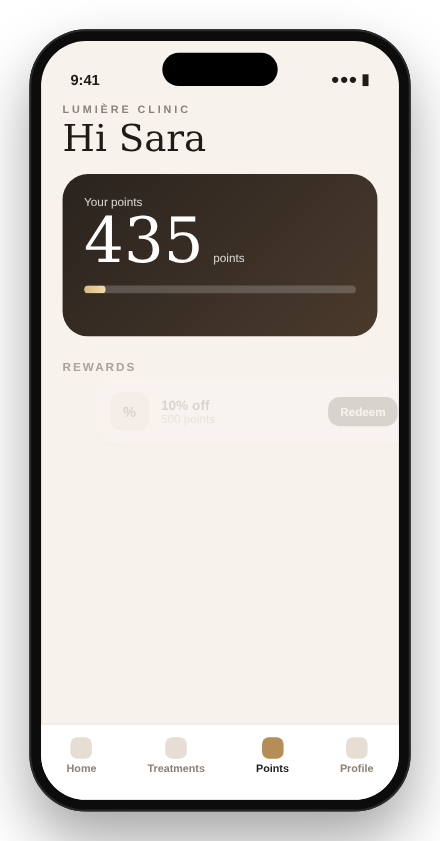 9:41
LUMIÈRE CLINIC
Hi Sara
Your points
435 points
REWARDS
%
10% off
500 points
Redeem
Home Treatments Points Profile